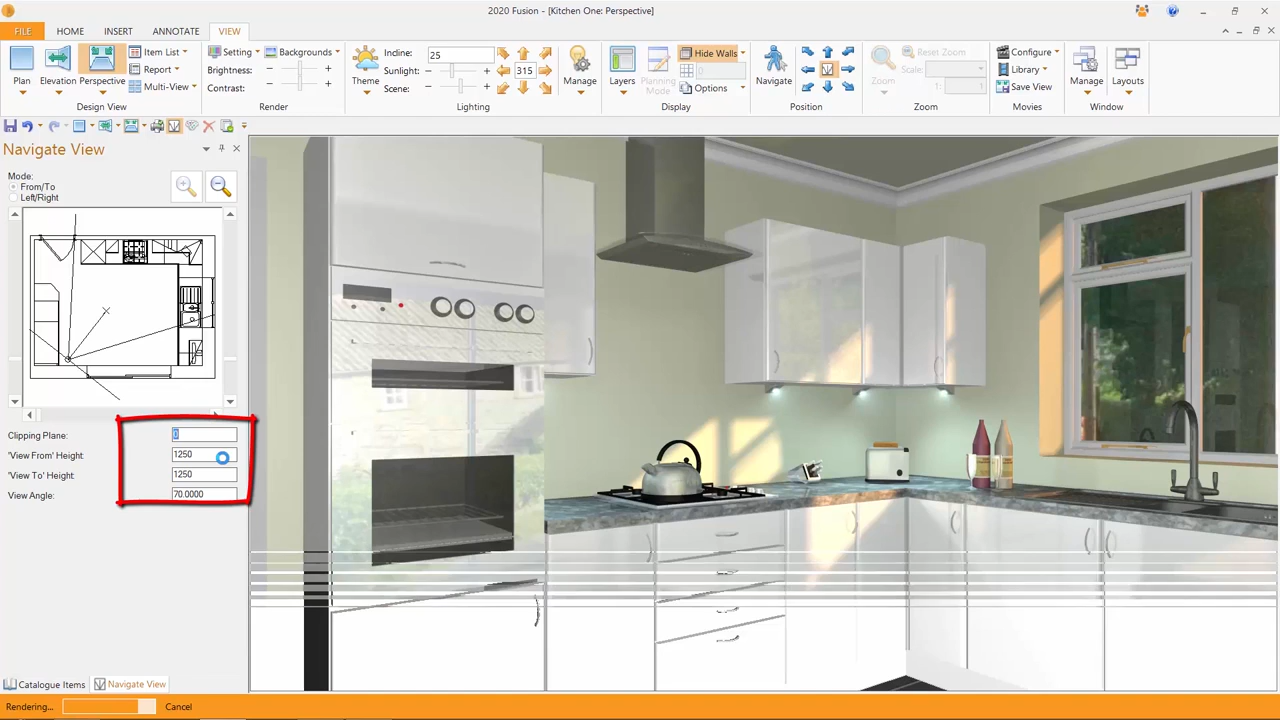 2020 Fusion - [Kitchen One: Perspective]
FILE HOME INSERT ANNOTATE VIEW
Plan Elevation Perspective
Item List
Report
Multi-View
Design View
Setting Backgrounds
Brightness: - +
Contrast: - +
Render
Theme
Incline: 25
Sunlight: - + 315
Scene: - +
Lighting
Manage
Layers
Planning Mode
Hide Walls
0
Options
Display
Navigate
Position
Zoom
Reset Zoom
Scale:
1:
Zoom
Configure
Library
Save View
Movies
Manage Layouts
Window
Navigate View
Mode:
From/To
Left/Right
Clipping Plane: 0
'View From' Height 1250
'View To' Height 1250
View Angle: 70.0000
Catalogue Items Navigate View
Rendering... Cancel